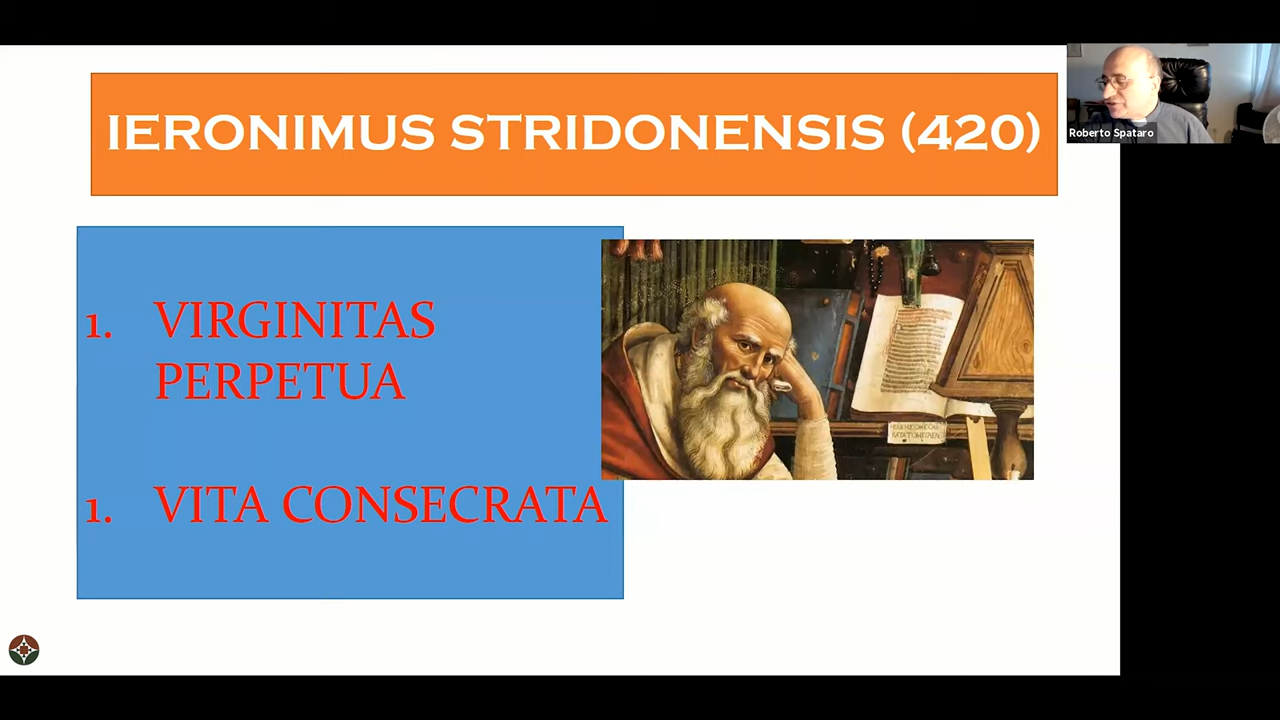 IERONIMUS STRIDONENSIS (420)
Roberto Spataro
1. VIRGINITAS
PERPETUA
1. VITA CONSECRATA